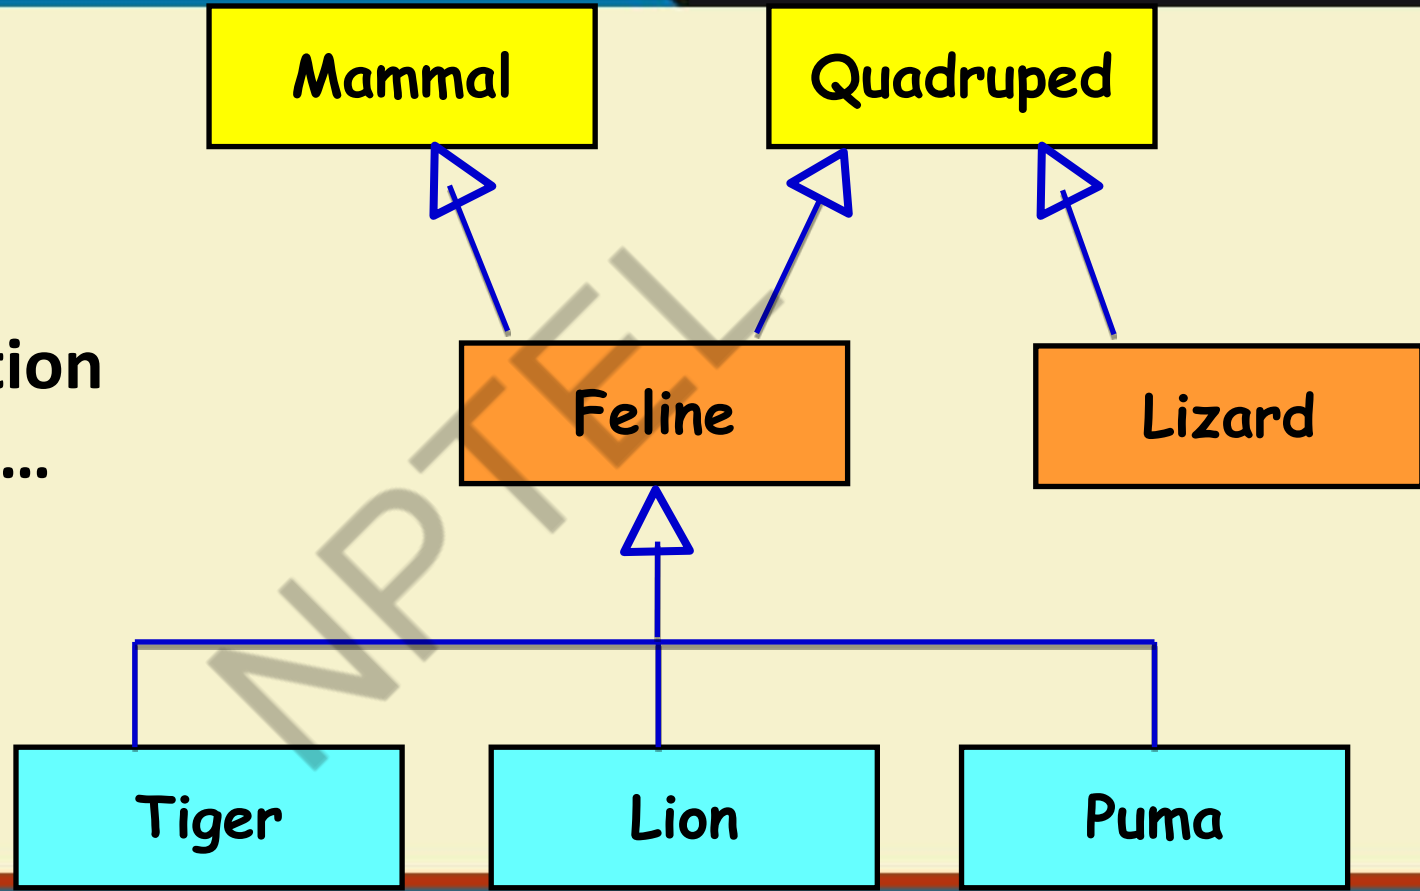 Mammal
Quadruped
tion
...
Feline
Lizard
NPTEL
Tiger
Lion
Puma